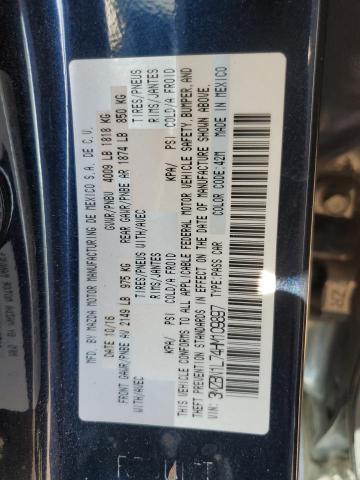 MFD. BY MAZDA MOTOR MANUFACTURING DE MEXICO S.A. DE C.V.
DATE: 10/16 GVWR/PNBV 4009 LB 1818 KG
FRONT GAWR/PNBE AV 2149 LB 975 KG REAR GAWR/PNBE AR 1874 LB 850 KG
WITH/AVEC TIRES/PNEUS WITH/AVEC TIRES/PNEUS
RIMS/JANTES RIMS/JANTES
KPA/ PSI COLD/A FROID KPA/ PSI COLD/A FROID
THIS VEHICLE CONFORMS TO ALL APPLICABLE FEDERAL MOTOR VEHICLE SAFETY, BUMPER, AND
THEFT PREVENTION STANDARDS IN EFFECT ON THE DATE OF MANUFACTURE SHOWN ABOVE.
VIN: TYPE:PASS CAR COLOR CODE:42M MADE IN MEXICO